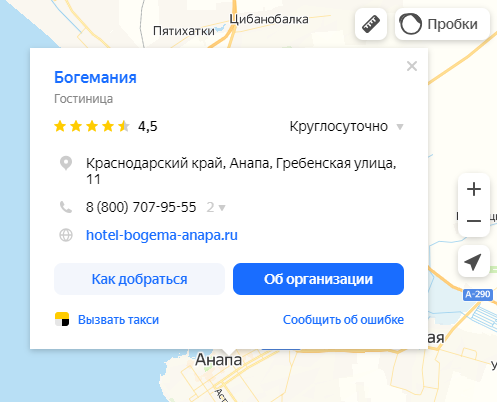 Цибанобалка
Пятихатки
Пробки
Богемания
Гостиница
4,5
Круглосуточно
Краснодарский край, Анапа, Гребенская улица,
11
8 (800) 707-95-55 2
hotel-bogema-anapa.ru
Как добраться
Об организации
А-290
Вызвать такси
Сообщить об ошибке
Анапа